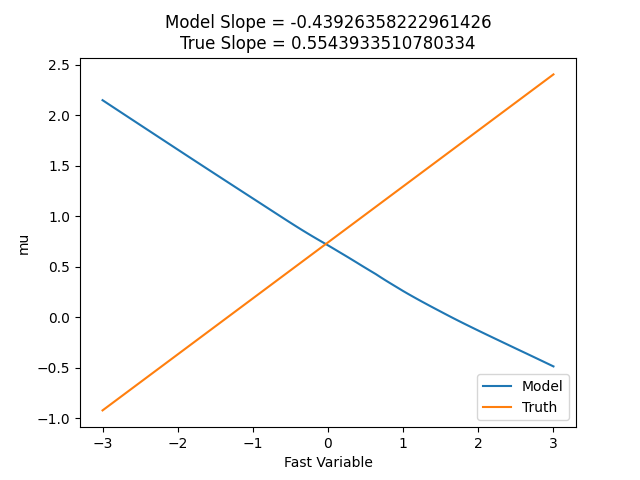 Model Slope = -0.43926358222961426
True Slope = 0.5543933510780334
2.5
2.0
1.5
1.0
0.5
0.0
−0.5
−1.0
mu
−3
−2
−1
0
1
2
3
Fast Variable
Model
Truth